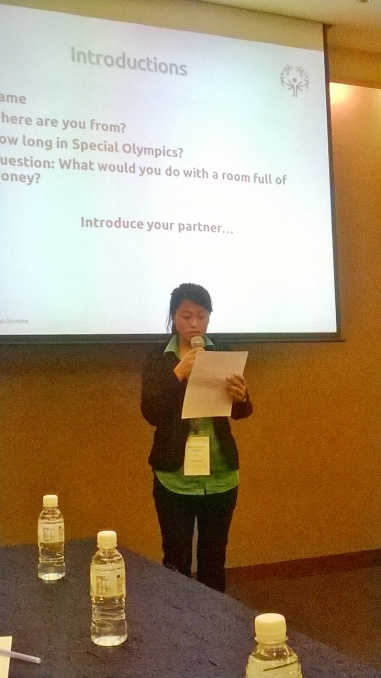 Introductions
ame
here are you from?
ow long in Special Olympics?
uestion: What would you do with a room full of
oney?
Introduce your partner...